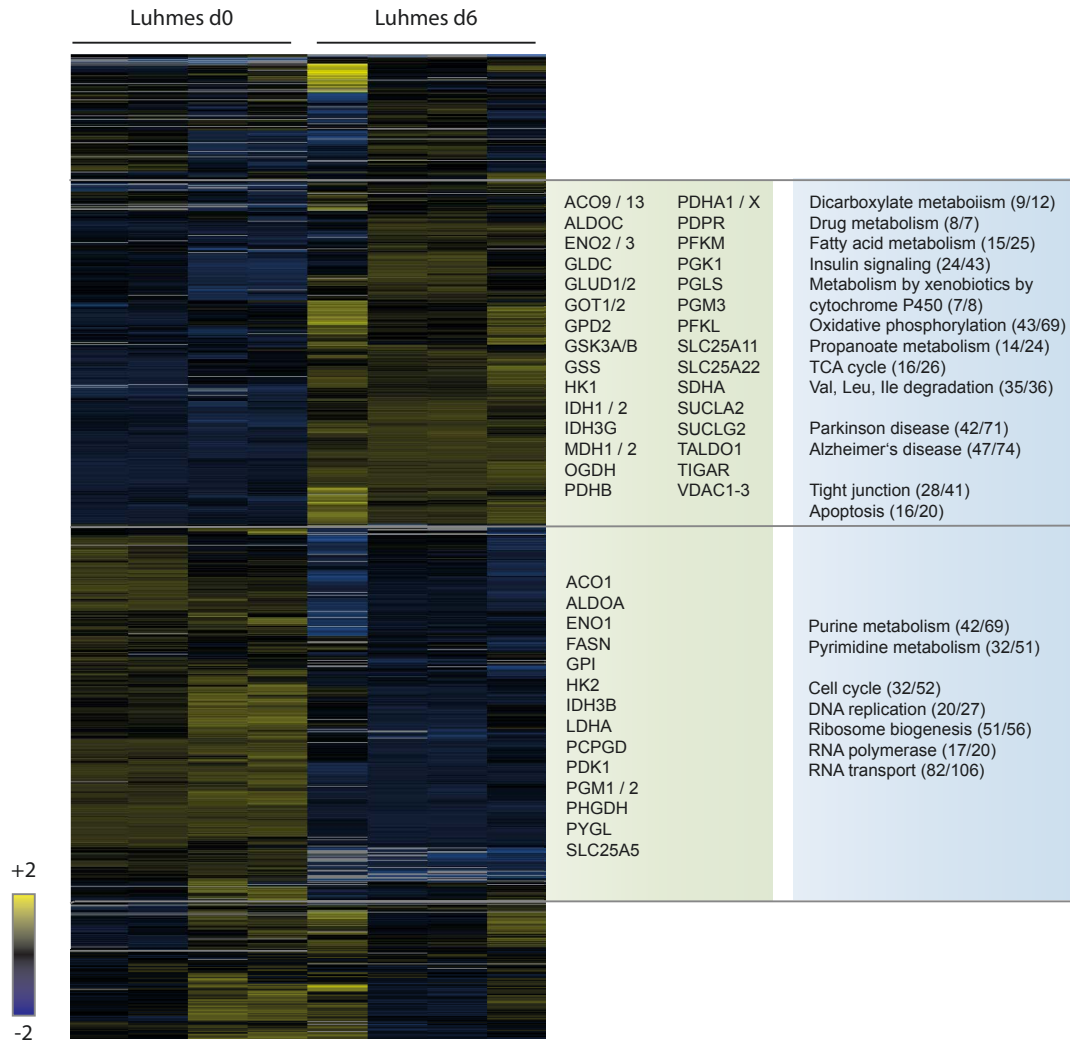 Luhmes d0
Luhmes d6
ACO9 / 13
ALDOC
ENO2 / 3
GLDC
GLUD1/2
GOT1/2
GPD2
GSK3A/B
GSS
HK1
IDH1 / 2
IDH3G
MDH1 / 2
OGDH
PDHB
PDHA1 / X
PDPR
PFKM
PGK1
PGLS
PGM3
PFKL
SLC25A11
SLC25A22
SDHA
SUCLA2
SUCLG2
TALDO1
TIGAR
VDAC1-3
Dicarboxylate metaboiism (9/12)
Drug metabolism (8/7)
Fatty acid metabolism (15/25)
Insulin signaling (24/43)
Metabolism by xenobiotics by
cytochrome P450 (7/8)
Oxidative phosphorylation (43/69)
Propanoate metabolism (14/24)
TCA cycle (16/26)
Val, Leu, Ile degradation (35/36)
Parkinson disease (42/71)
Alzheimer‘s disease (47/74)
Tight junction (28/41)
Apoptosis (16/20)
ACO1
ALDOA
ENO1
FASN
GPI
HK2
IDH3B
LDHA
PCPGD
PDK1
PGM1 / 2
PHGDH
PYGL
SLC25A5
Purine metabolism (42/69)
Pyrimidine metabolism (32/51)
Cell cycle (32/52)
DNA replication (20/27)
Ribosome biogenesis (51/56)
RNA polymerase (17/20)
RNA transport (82/106)
+2
-2